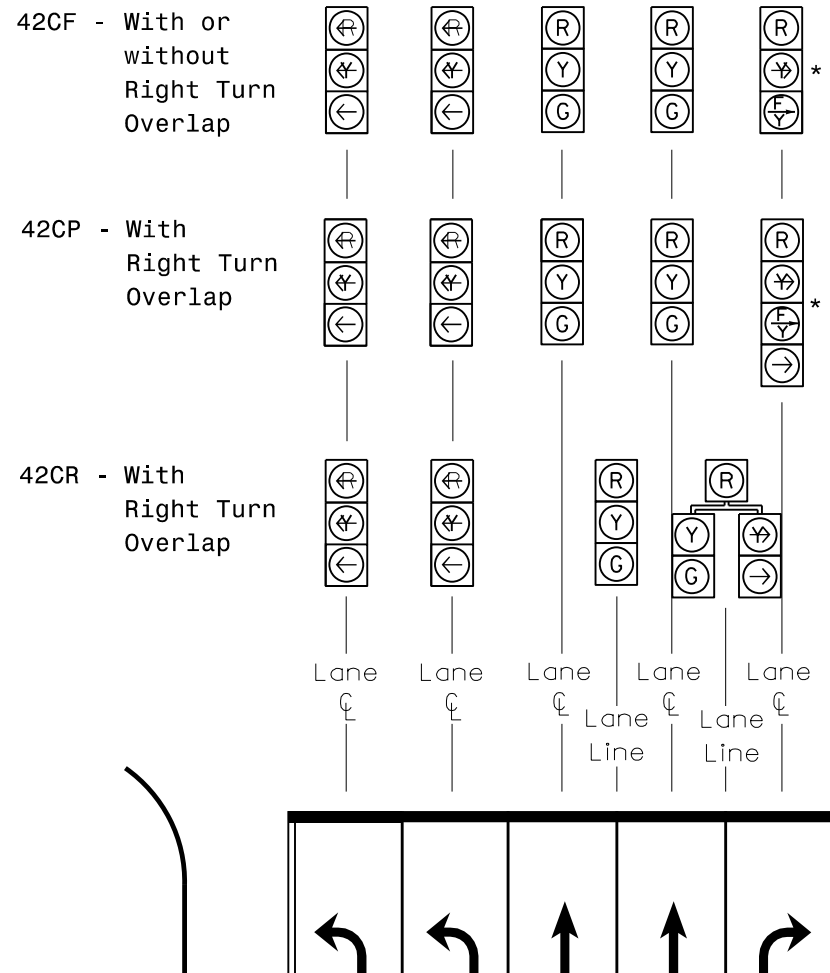 42CF - With or
without
Right Turn
Overlap
R R R R R
Y Y Y Y Y *
← ← G G F Y
42CP - With
Right Turn
Overlap
R R R R R
Y Y Y Y Y
← ← G G F Y *
→
42CR - With
Right Turn
Overlap
R R R R
Y Y Y Y Y
← ← G G →
Lane Lane Lane Lane Lane
℄ ℄ ℄ ℄ ℄
Lane Lane
Line Line